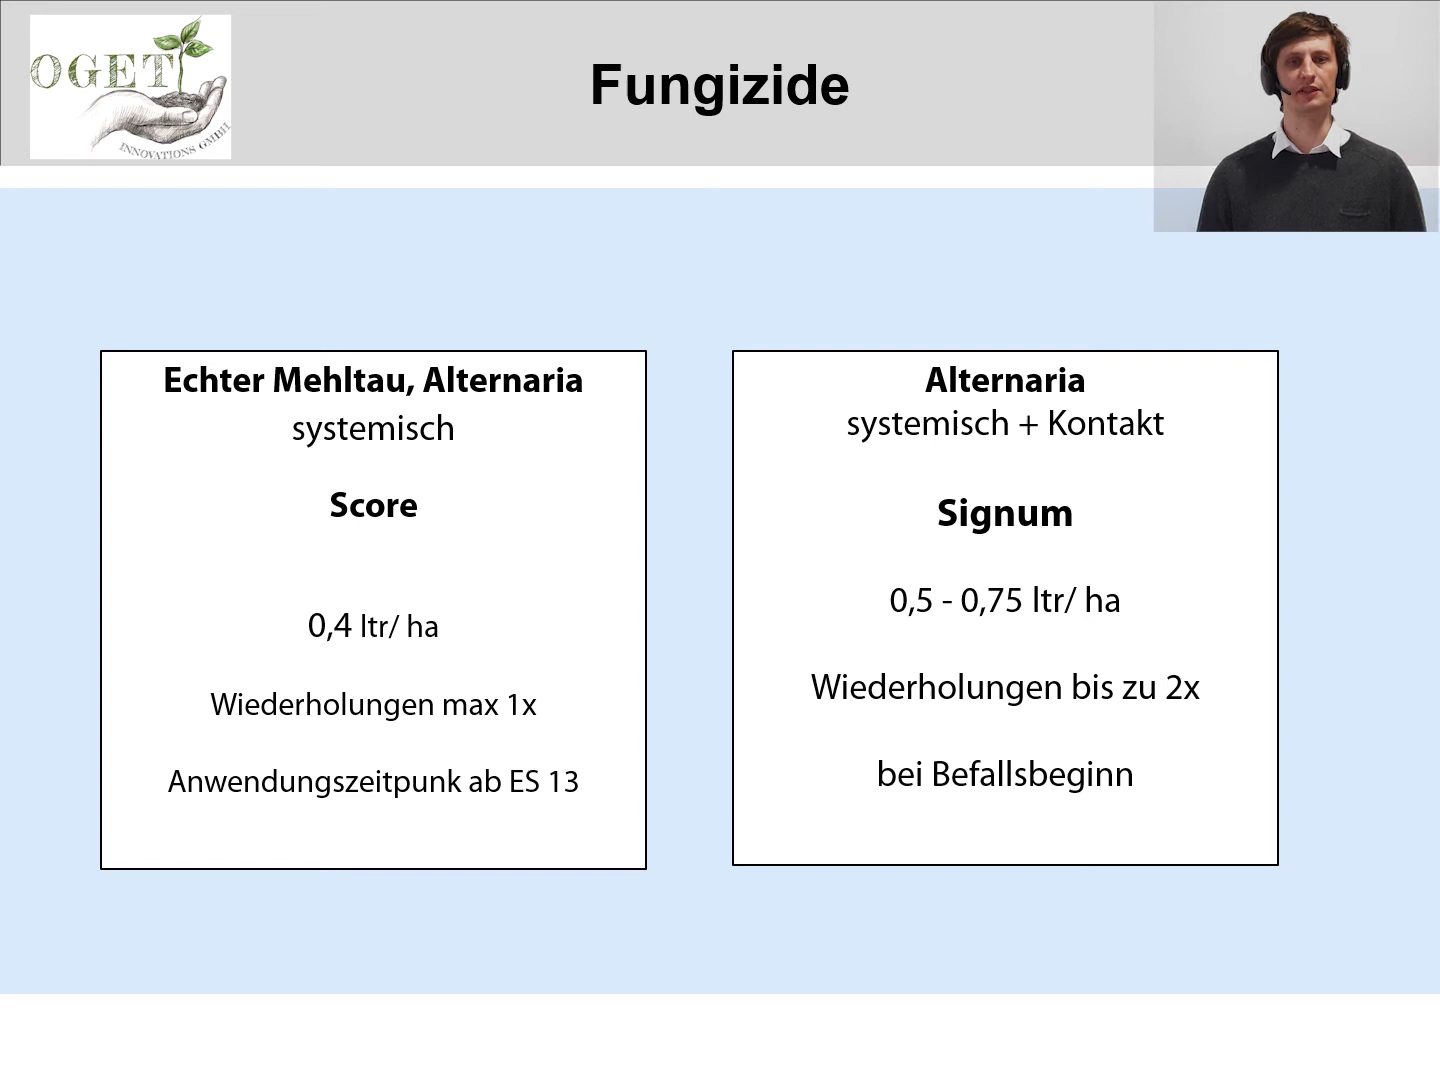 OGET
INNOVATIONS GMBH
Fungizide
Echter Mehltau, Alternaria
systemisch
Score
0,4 ltr/ ha
Wiederholungen max 1x
Anwendungszeitpunk ab ES 13
Alternaria
systemisch + Kontakt
Signum
0,5 - 0,75 ltr/ ha
Wiederholungen bis zu 2x
bei Befallsbeginn